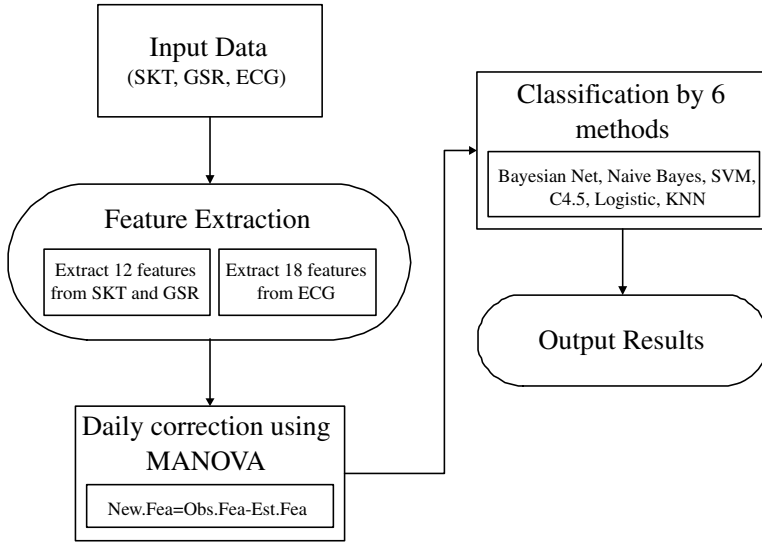 Input Data
(SKT, GSR, ECG)
Feature Extraction
Extract 12 features
from SKT and GSR
Extract 18 features
from ECG
Daily correction using
MANOVA
New.Fea=Obs.Fea-Est.Fea
Classification by 6
methods
Bayesian Net, Naive Bayes, SVM,
C4.5, Logistic, KNN
Output Results